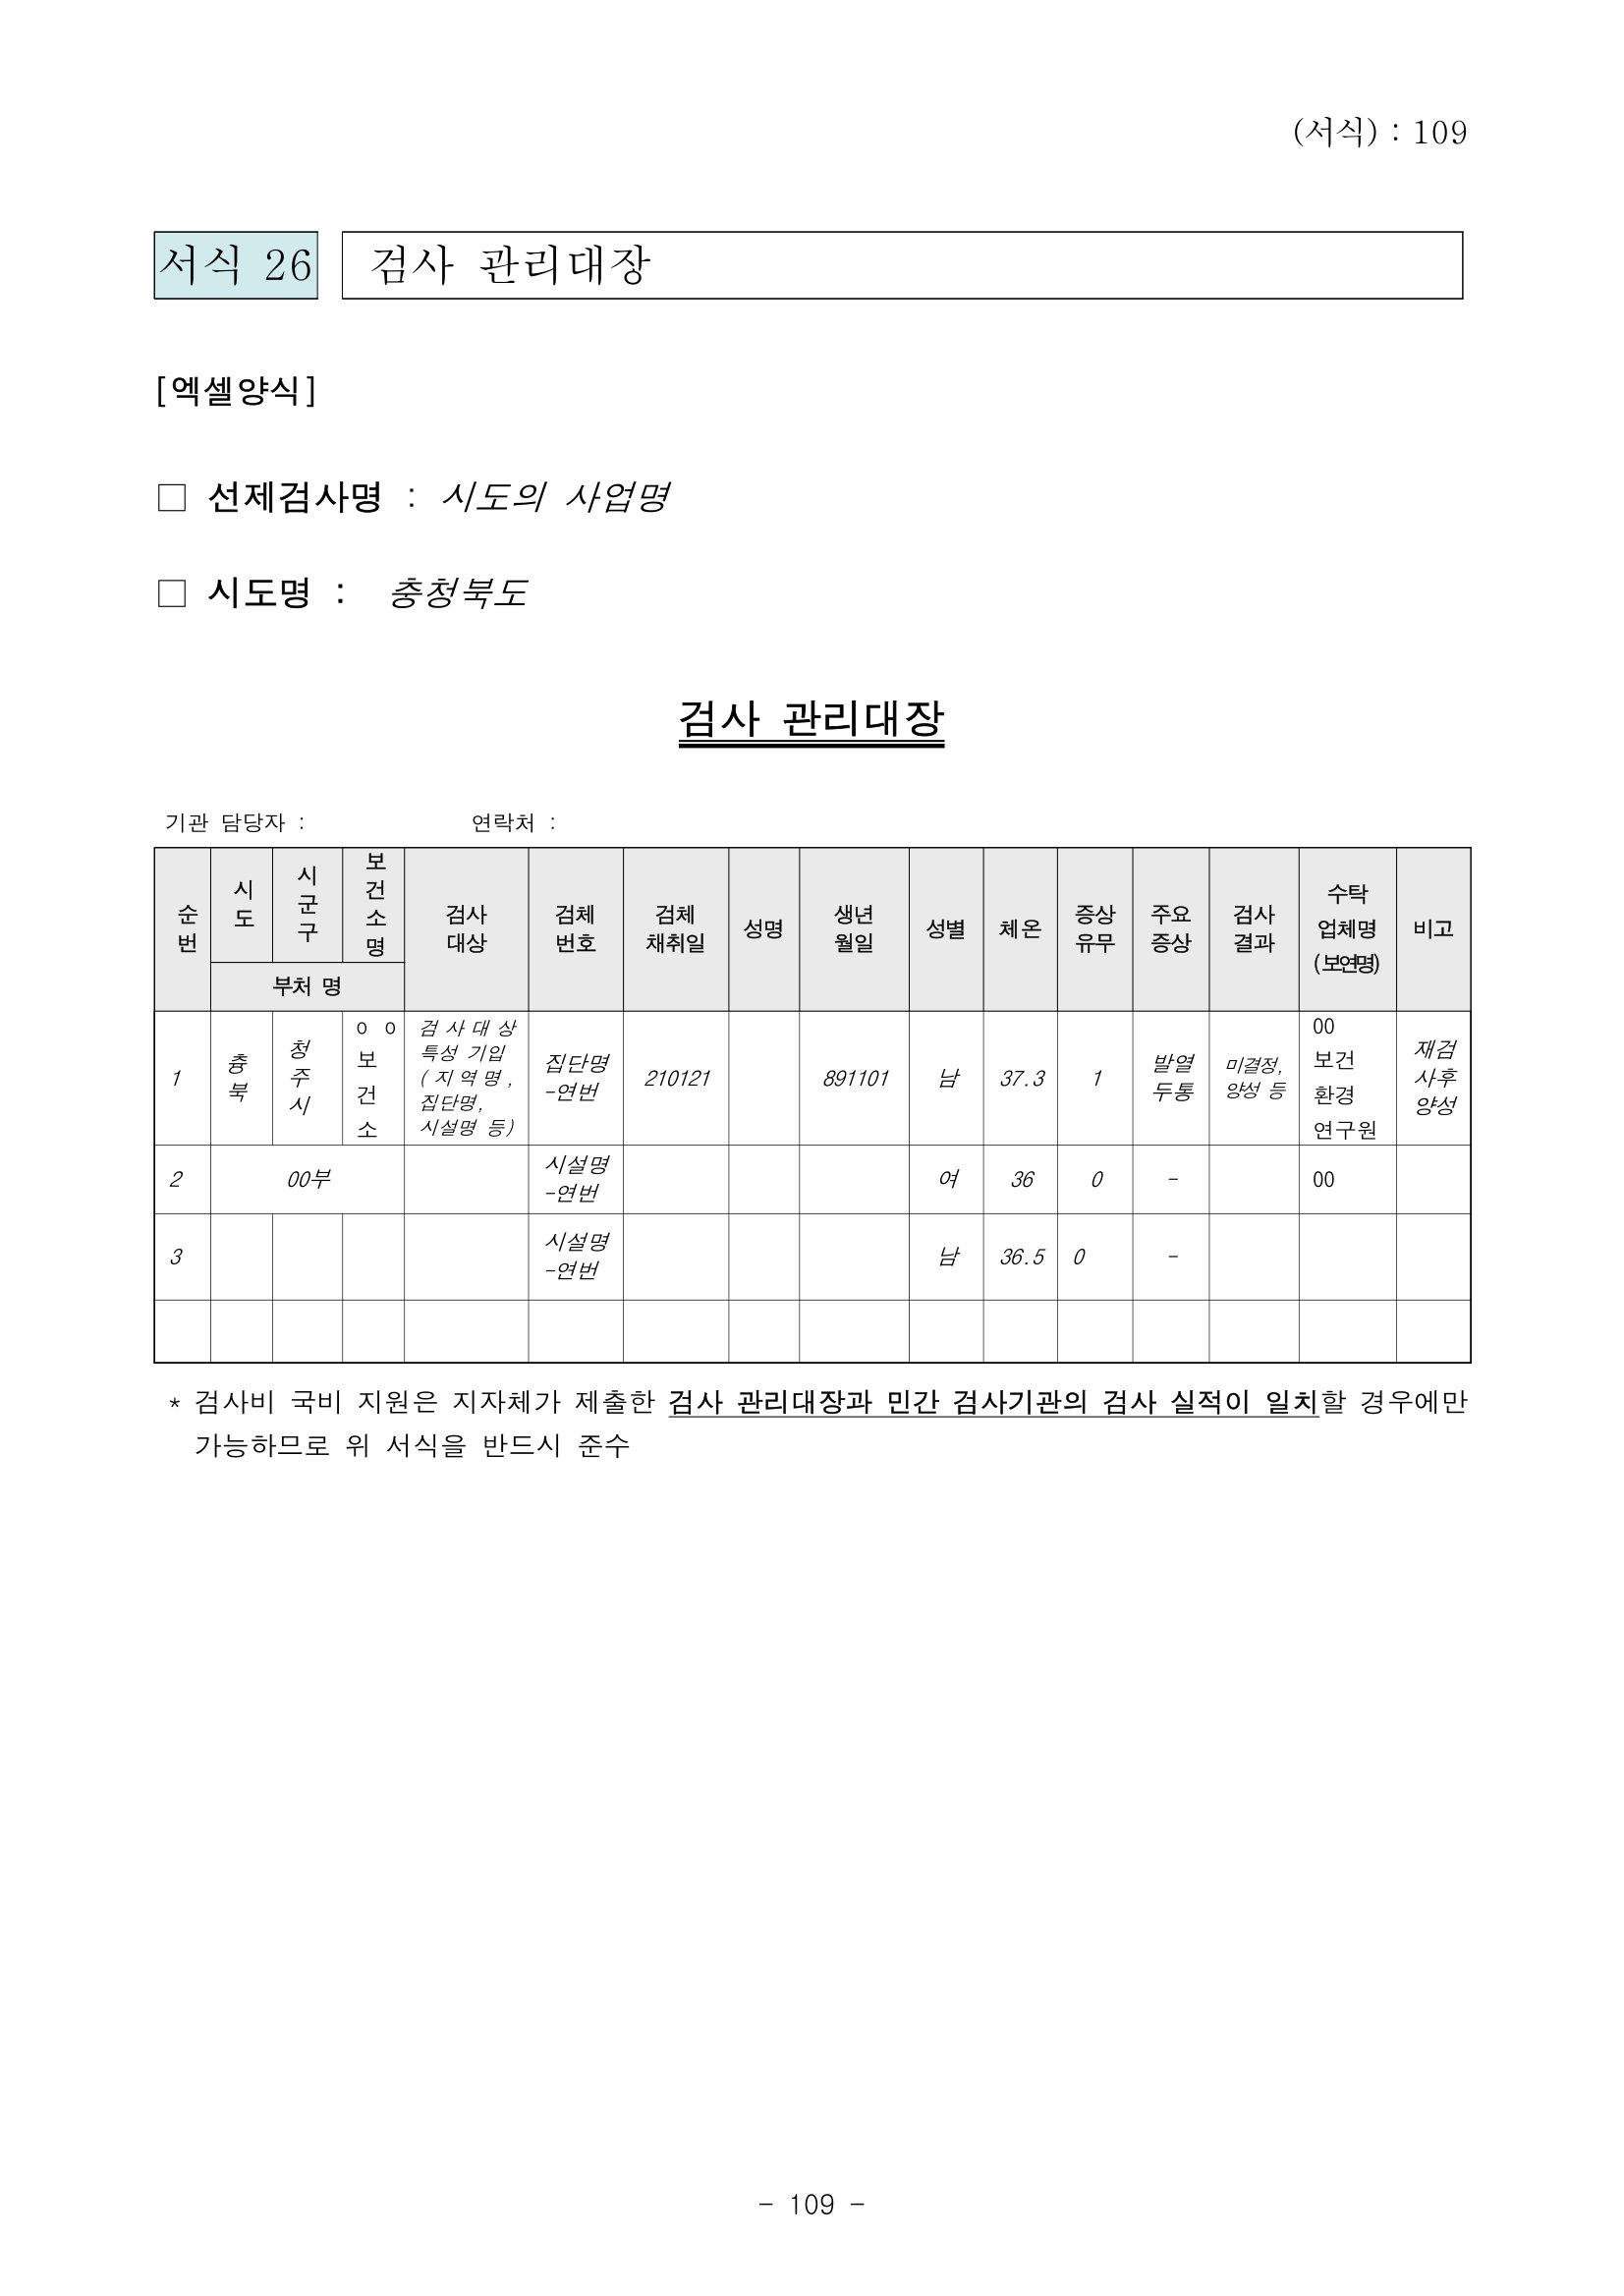 (서식) : 109
서식 26
검사 관리대장
[엑셀양식]
□ 선제검사명 : 시도의 사업명
□ 시도명 : 충청북도
검사 관리대장
기관 담당자 : 연락처 :
순
번
시
도
시
군
구
보
건
소
명
부처 명
검사
대상
검체
번호
검체
채취일
성명
생년
월일
성별
체온
증상
유무
주요
증상
검사
결과
수탁
업체명
(보연명)
비고
1
충
북
청
주
시
ㅇ ㅇ
보
건
소
검 사 대 상
특성 기입
( 지 역 명 ,
집단명,
시설명 등)
집단명
-연번
210121
891101
남
37.3
1
발열
두통
미결정,
양성 등
00
보건
환경
연구원
재검
사후
양성
2
00부
시설명
-연번
여
36
0
-
00
3
시설명
-연번
남
36.5
0
-
* 검사비 국비 지원은 지자체가 제출한 검사 관리대장과 민간 검사기관의 검사 실적이 일치할 경우에만
가능하므로 위 서식을 반드시 준수
- 109 -